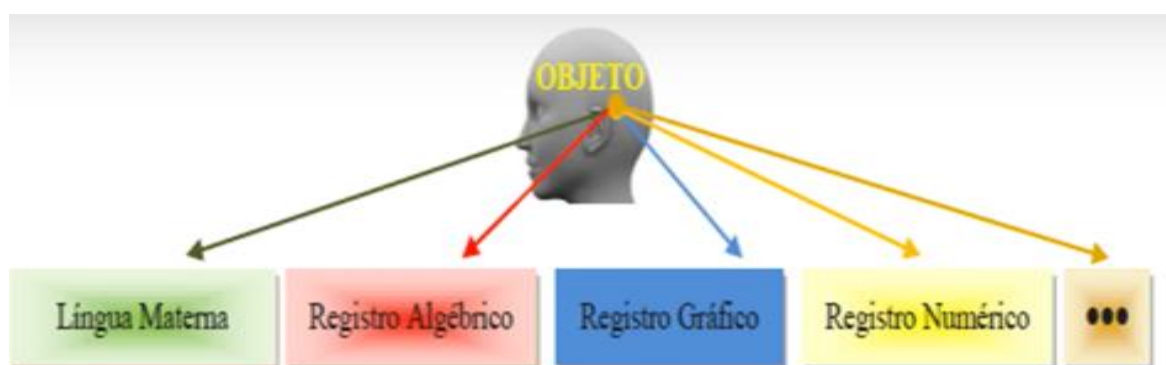 OBJETO
Língua Materna
Registro Algébrico
Registro Gráfico
Registro Numérico
•••